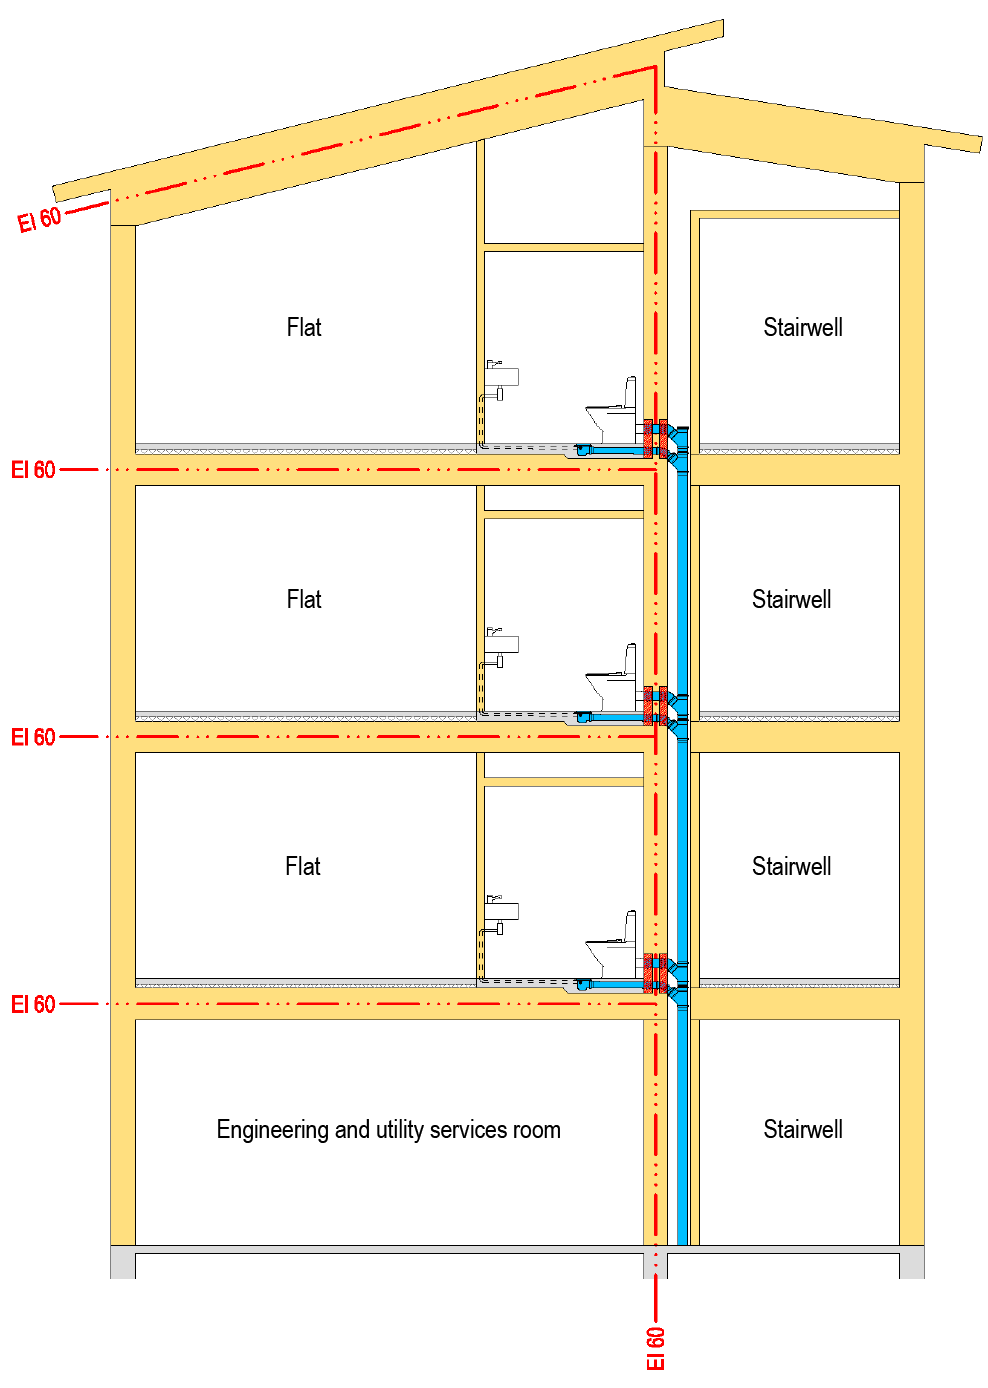 EI 60
Flat
Stairwell
EI 60
Flat
Stairwell
EI 60
Flat
Stairwell
EI 60
Engineering and utility services room
Stairwell
EI 60